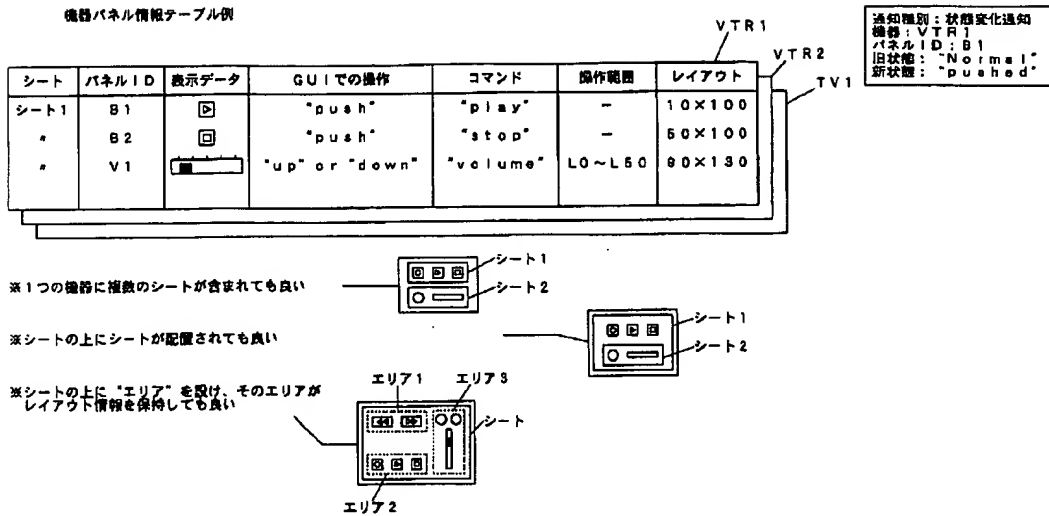 機器パネル情報テーブル例
VTR1
VTR2
TV1
通知種別：状態変化通知
機器：VTR1
パネルID：B1
旧状態："Normal"
新状態："pushed"
シート パネルID 表示データ GUIでの操作 コマンド 操作範囲 レイアウト
シート1 B1 "push" "play" － 10×100
〃 B2 "push" "stop" － 50×100
〃 V1 "up" or "down" "volume" L0～L50 90×130
※1つの機器に複数のシートが含まれても良い
シート1
シート2
※シートの上にシートが配置されても良い
シート1
シート2
※シートの上に "エリア" を設け、そのエリアが
レイアウト情報を保持しても良い
エリア1
エリア3
シート
エリア2